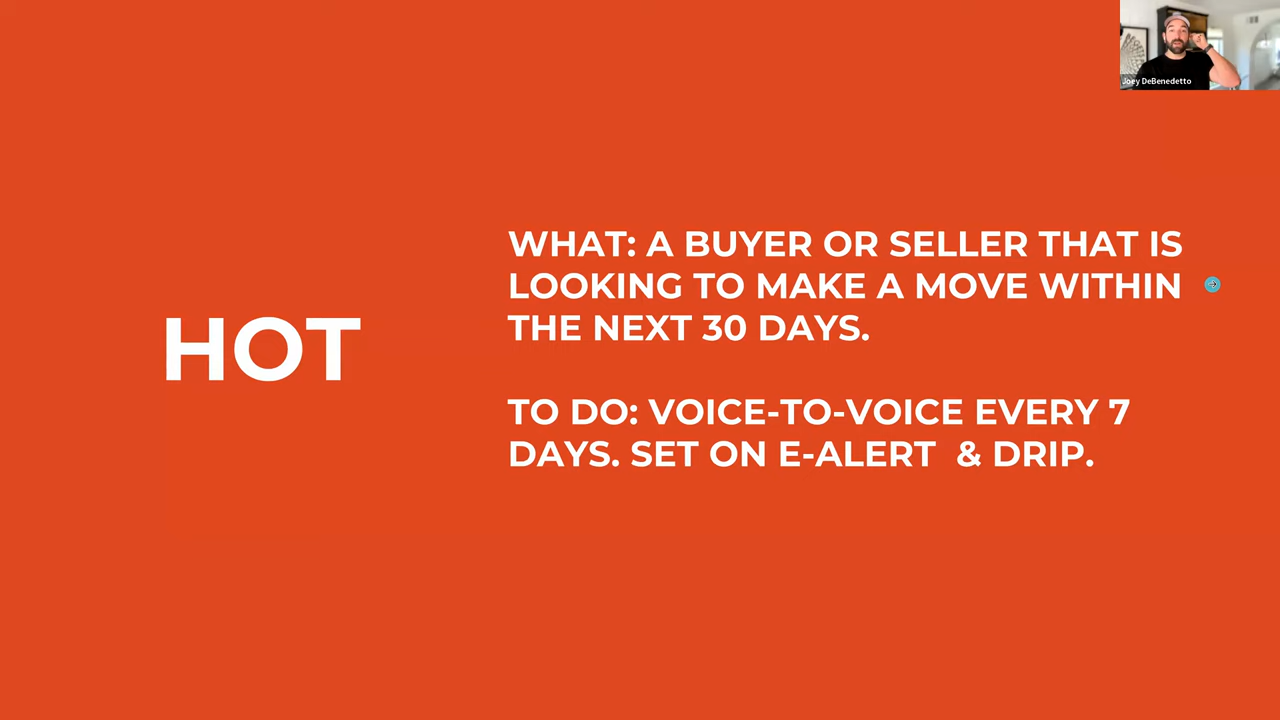 Joey DeBenedetto
HOT
WHAT: A BUYER OR SELLER THAT IS
LOOKING TO MAKE A MOVE WITHIN
THE NEXT 30 DAYS.
TO DO: VOICE-TO-VOICE EVERY 7
DAYS. SET ON E-ALERT & DRIP.